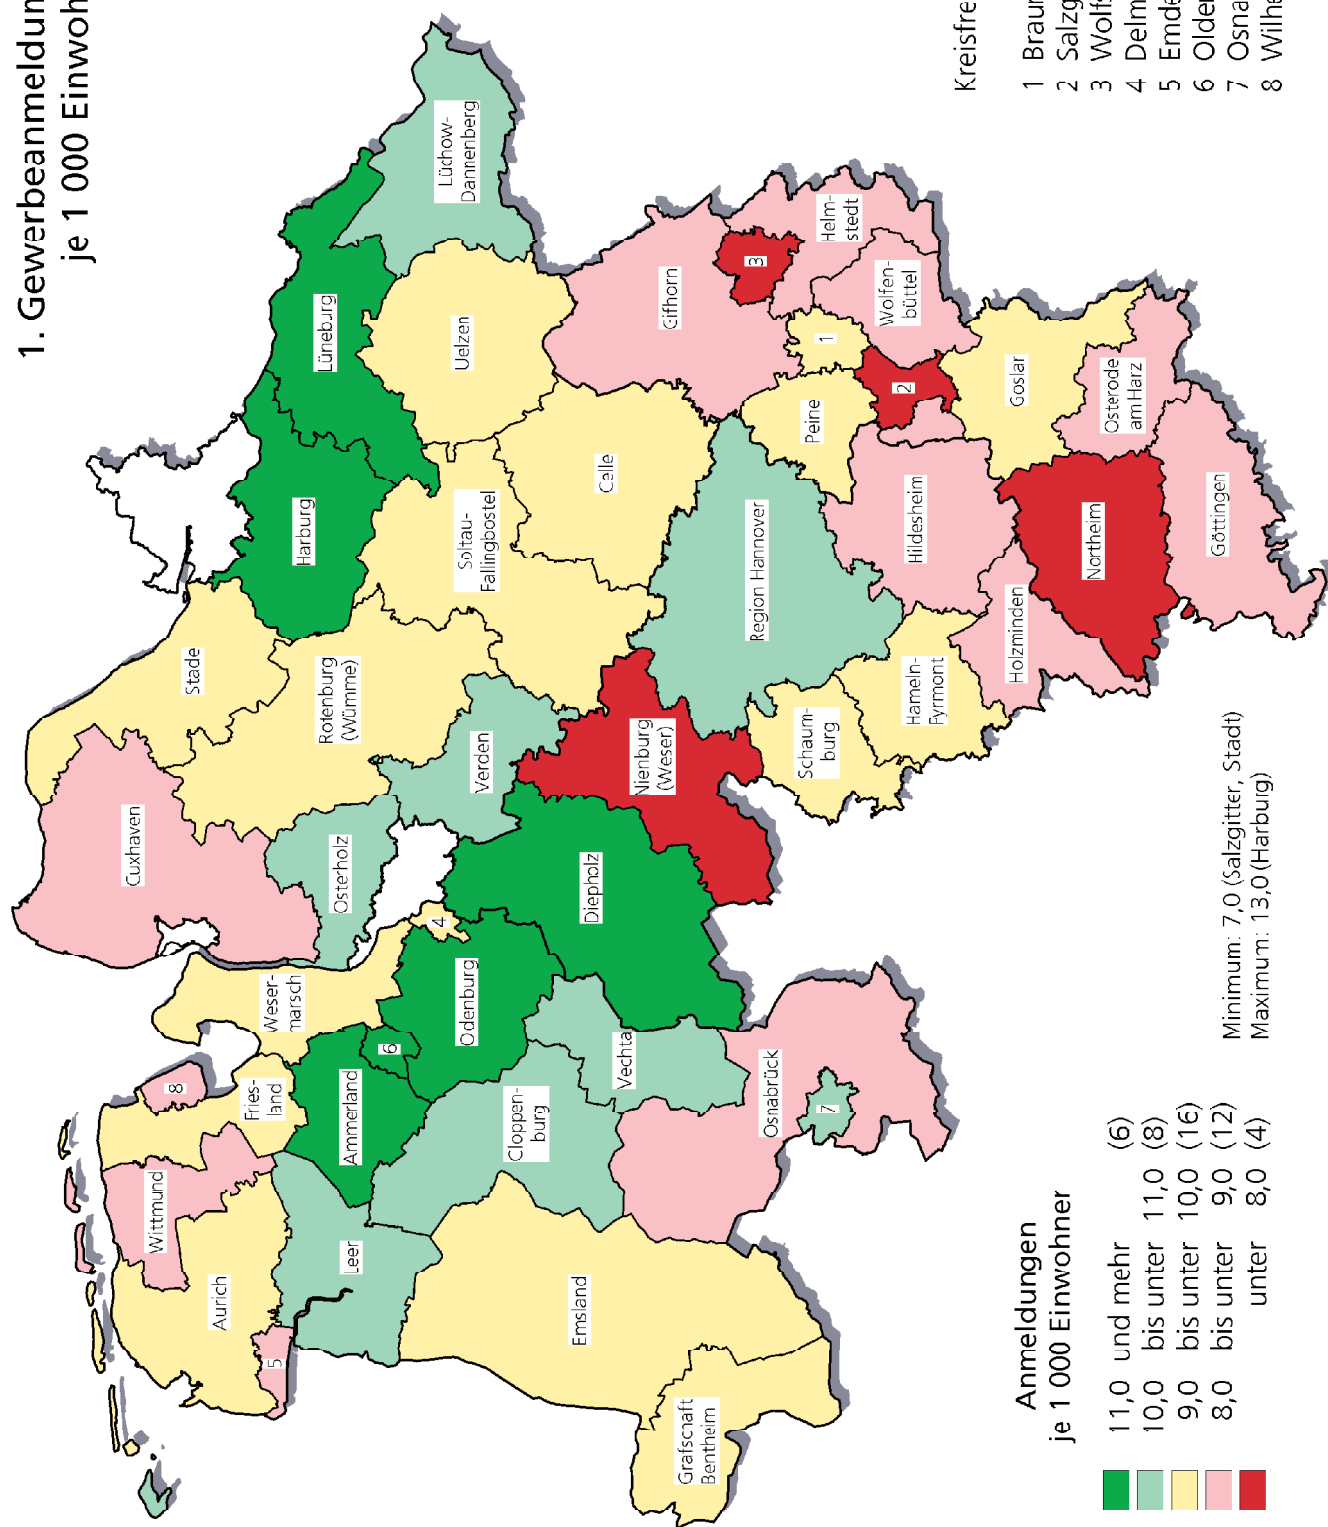 1. Gewerbeanmeldun
je 1 000 Einwoh
Kreisfre
1 Braun
2 Salzg
3 Wolfs
4 Delm
5 Emde
6 Older
7 Osna
8 Wilhe
Lüchow-
Dannenberg
Lüneburg
Uelzen
Harburg
Soltau-
Fallingbostel
Celle
Gifhorn
3
Helm-
stedt
Wolfen-
büttel
1
2
Peine
Goslar
Osterode
am Harz
Stade
Rotenburg
(Wümme)
Cuxhaven
Osterholz
Verden
Nienburg
(Weser)
Region Hannover
Hildesheim
Northeim
Göttingen
Holzminden
Hameln-
Pyrmont
Schaum-
burg
Diepholz
4
Weser-
marsch
Odenburg
6
8
Fries-
land
Ammerland
Cloppen-
burg
Vechta
Osnabrück
7
Wittmund
Aurich
Leer
5
Emsland
Grafschaft
Bentheim
Anmeldungen
je 1 000 Einwohner
11,0 und mehr (6)
10,0 bis unter 11,0 (8)
9,0 bis unter 10,0 (16)
8,0 bis unter 9,0 (12)
unter 8,0 (4)
Minimum: 7,0 (Salzgitter, Stadt)
Maximum: 13,0 (Harburg)